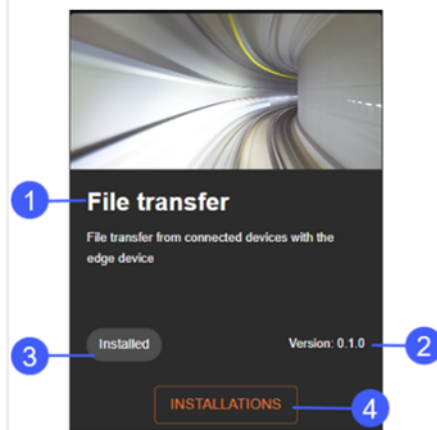 1 File transfer
File transfer from connected devices with the
edge device
3 Installed Version: 0.1.0 2
INSTALLATIONS 4